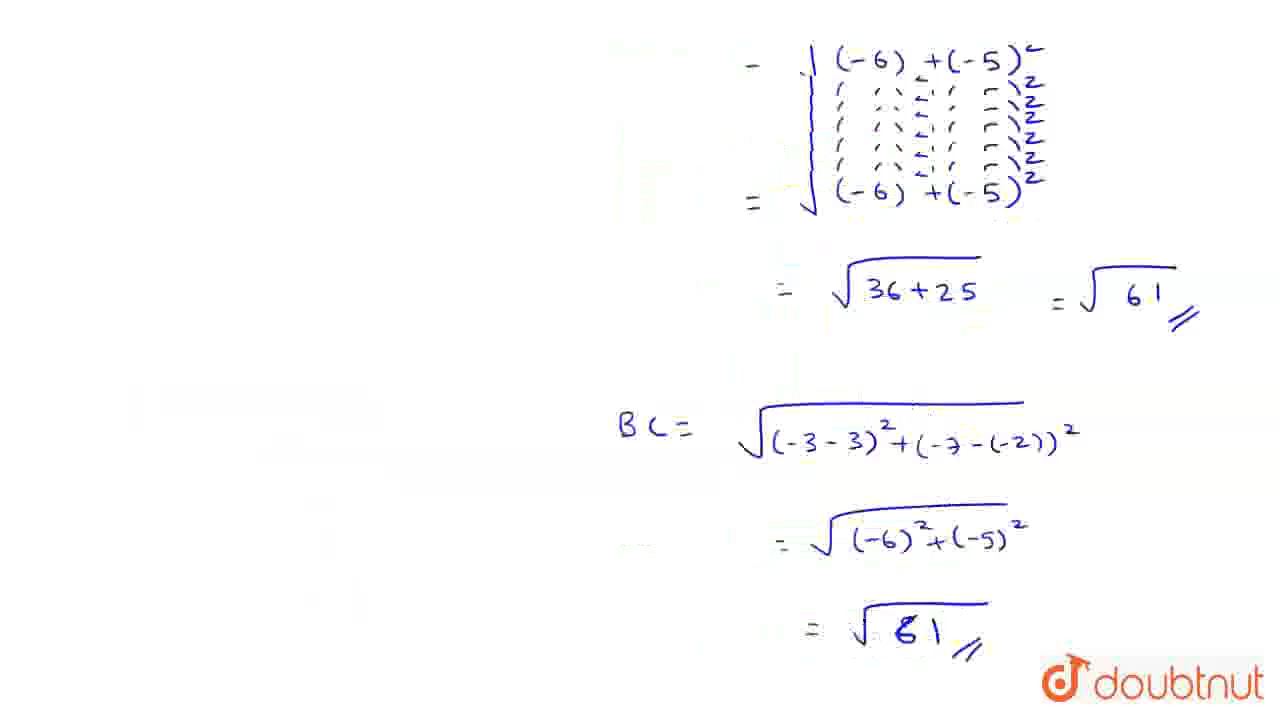 - √(-6) + (-5)²
= √(-6)² + (-5)²
= √36+25 = √61
BC = √(-3-3)²+(-7-(-2))²
= √(-6)²+(-5)²
= √61
doubtnut